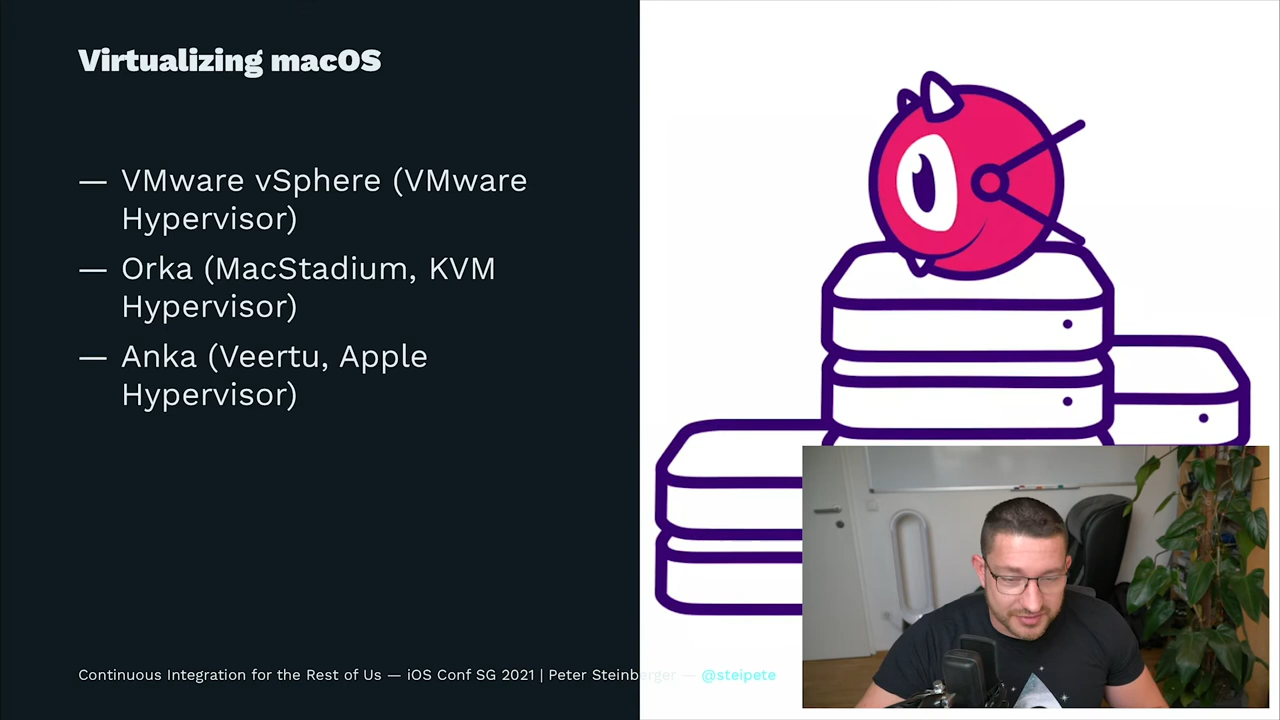 Virtualizing macOS
— VMware vSphere (VMware
Hypervisor)
— Orka (MacStadium, KVM
Hypervisor)
— Anka (Veertu, Apple
Hypervisor)
Continuous Integration for the Rest of Us — iOS Conf SG 2021 | Peter Steinberger — @steipete